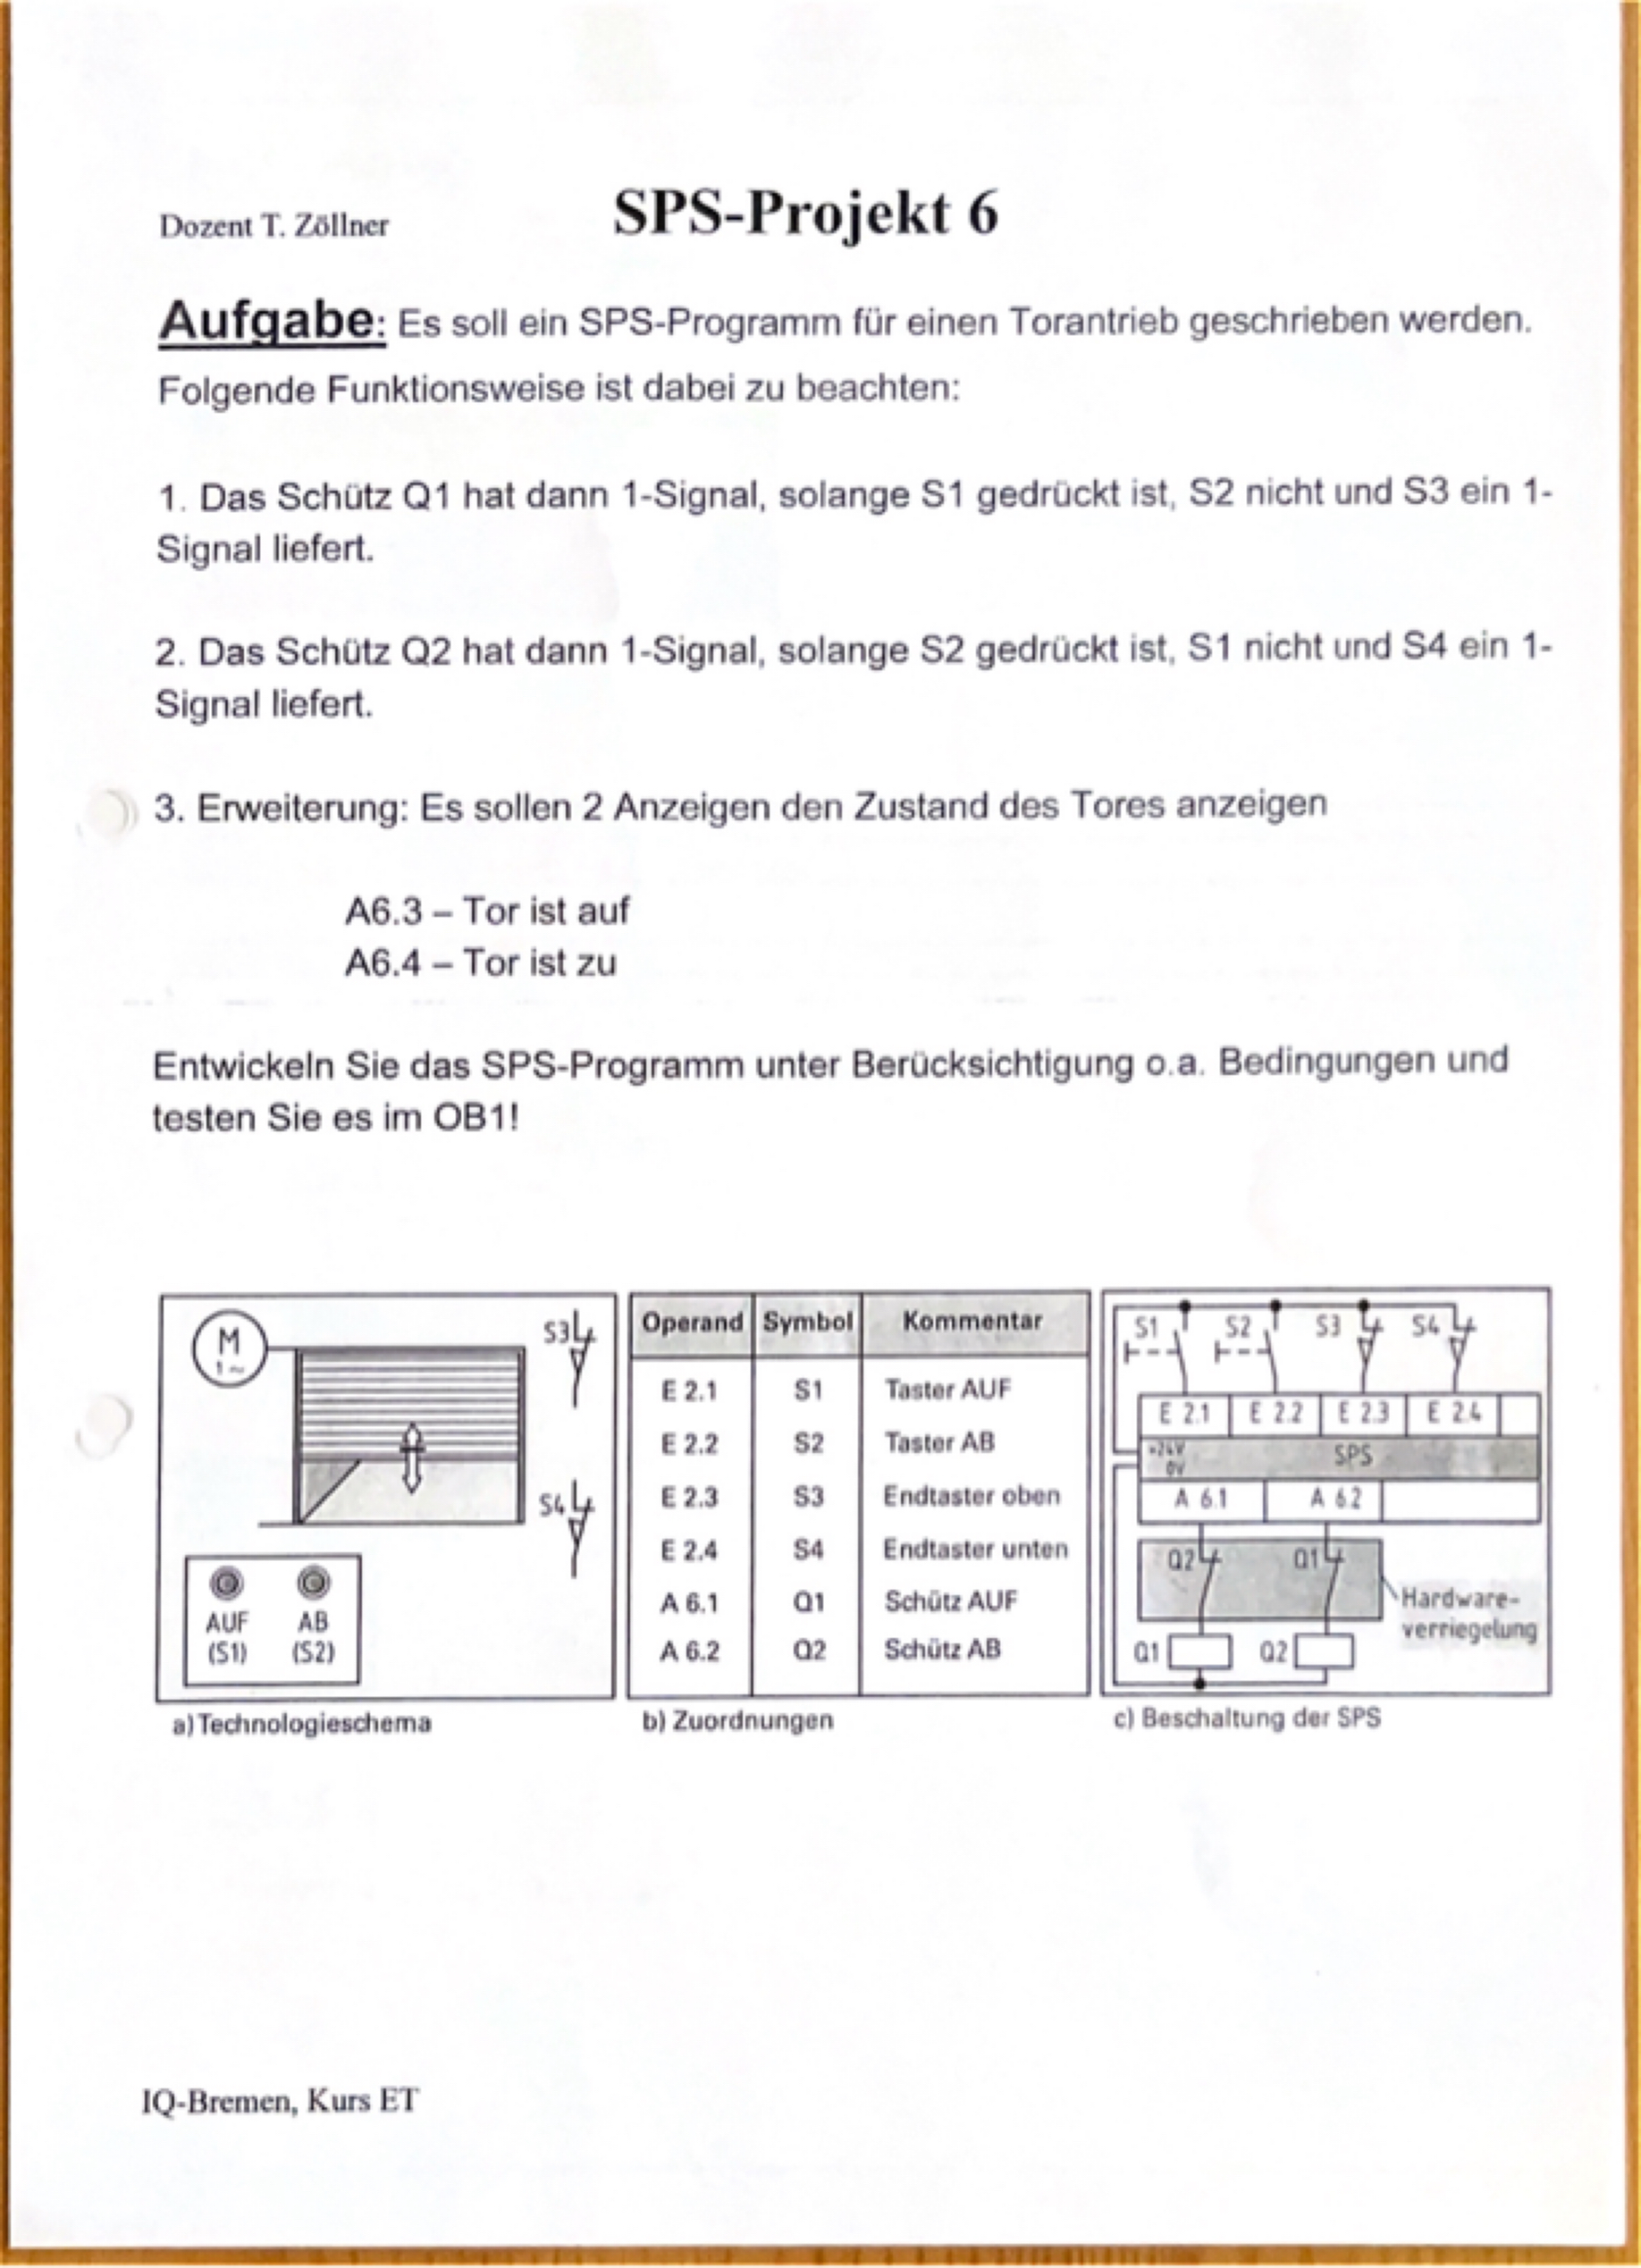 Dozent T. Zöllner
SPS-Projekt 6
Aufgabe: Es soll ein SPS-Programm für einen Torantrieb geschrieben werden.
Folgende Funktionsweise ist dabei zu beachten:
1. Das Schütz Q1 hat dann 1-Signal, solange S1 gedrückt ist, S2 nicht und S3 ein 1-
Signal liefert.
2. Das Schütz Q2 hat dann 1-Signal, solange S2 gedrückt ist, S1 nicht und S4 ein 1-
Signal liefert.
3. Erweiterung: Es sollen 2 Anzeigen den Zustand des Tores anzeigen
A6.3 – Tor ist auf
A6.4 – Tor ist zu
Entwickeln Sie das SPS-Programm unter Berücksichtigung o.a. Bedingungen und
testen Sie es im OB1!
M
1~
S3
S4
AUF
(S1)
AB
(S2)
a) Technologieschema
Operand Symbol Kommentar
E 2.1 S1 Taster AUF
E 2.2 S2 Taster AB
E 2.3 S3 Endtaster oben
E 2.4 S4 Endtaster unten
A 6.1 Q1 Schütz AUF
A 6.2 Q2 Schütz AB
b) Zuordnungen
S1 S2 S3 S4
E 2.1 E 2.2 E 2.3 E 2.4
+24V
0V
SPS
A 6.1 A 6.2
Q2 Q1
Hardware-
verriegelung
Q1 Q2
c) Beschaltung der SPS
IQ-Bremen, Kurs ET